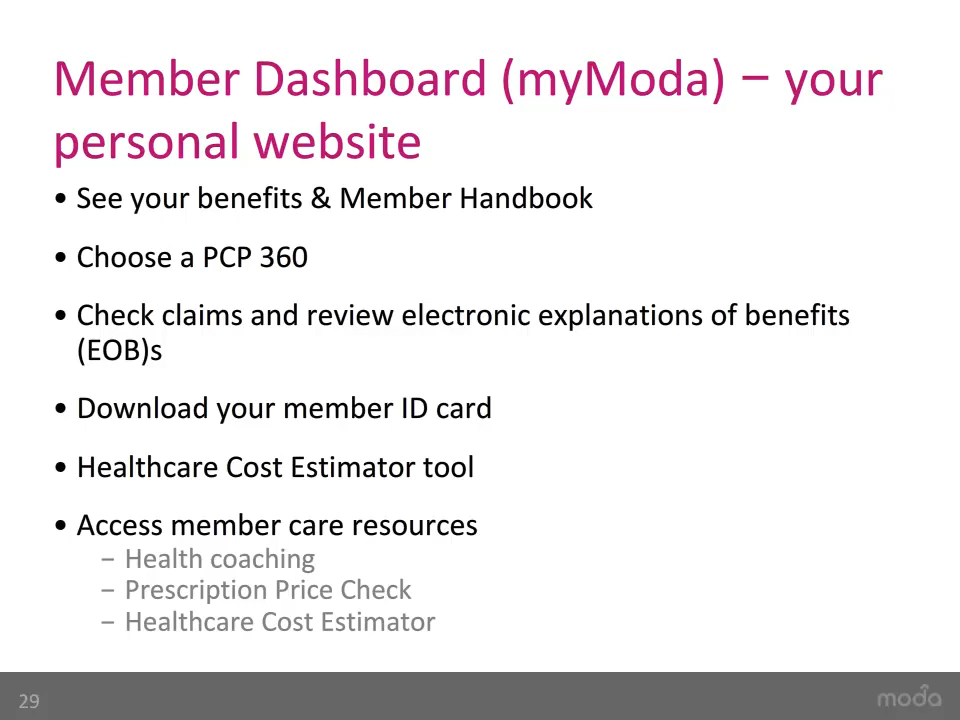 Member Dashboard (myModa) – your
personal website
• See your benefits & Member Handbook
• Choose a PCP 360
• Check claims and review electronic explanations of benefits
(EOB)s
• Download your member ID card
• Healthcare Cost Estimator tool
• Access member care resources
– Health coaching
– Prescription Price Check
– Healthcare Cost Estimator
29
moda